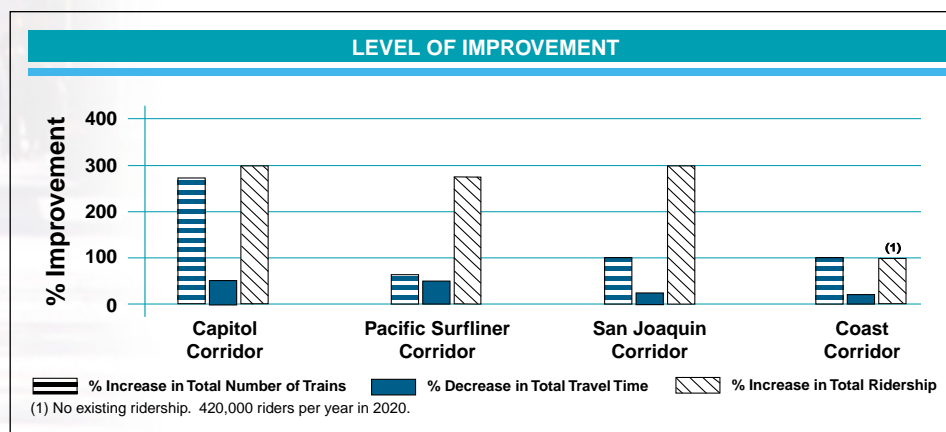 LEVEL OF IMPROVEMENT
% Improvement
400
300
200
100
0
(1)
Capitol
Corridor
Pacific Surfliner
Corridor
San Joaquin
Corridor
Coast
Corridor
% Increase in Total Number of Trains
% Decrease in Total Travel Time
% Increase in Total Ridership
(1) No existing ridership. 420,000 riders per year in 2020.